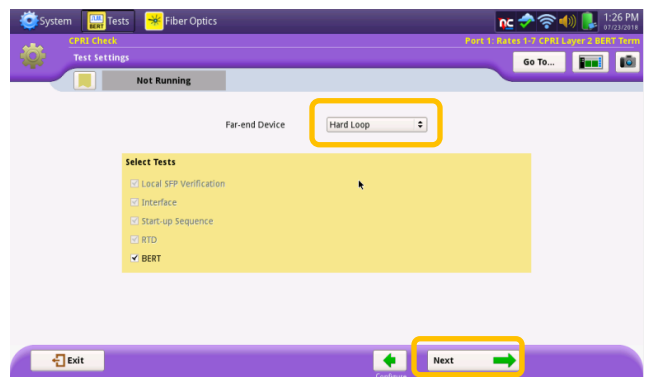 System Tests Fiber Optics nc 1:26 PM
07/23/2018
CPRI Check Port 1: Rates 1-7 CPRI Layer 2 BERT Term
Test Settings Go To...
Not Running
Far-end Device Hard Loop
Select Tests
Local SFP Verification
Interface
Start-up Sequence
RTD
BERT
Exit Next
Configure